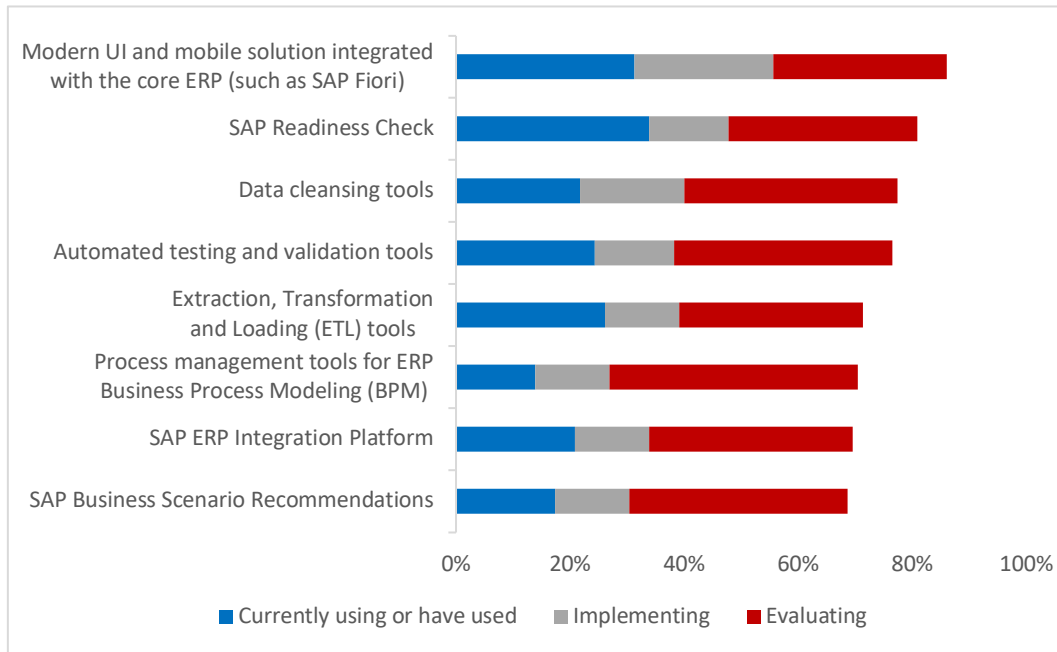 Modern UI and mobile solution integrated
with the core ERP (such as SAP Fiori)
SAP Readiness Check
Data cleansing tools
Automated testing and validation tools
Extraction, Transformation
and Loading (ETL) tools
Process management tools for ERP
Business Process Modeling (BPM)
SAP ERP Integration Platform
SAP Business Scenario Recommendations
0% 20% 40% 60% 80% 100%
Currently using or have used Implementing Evaluating